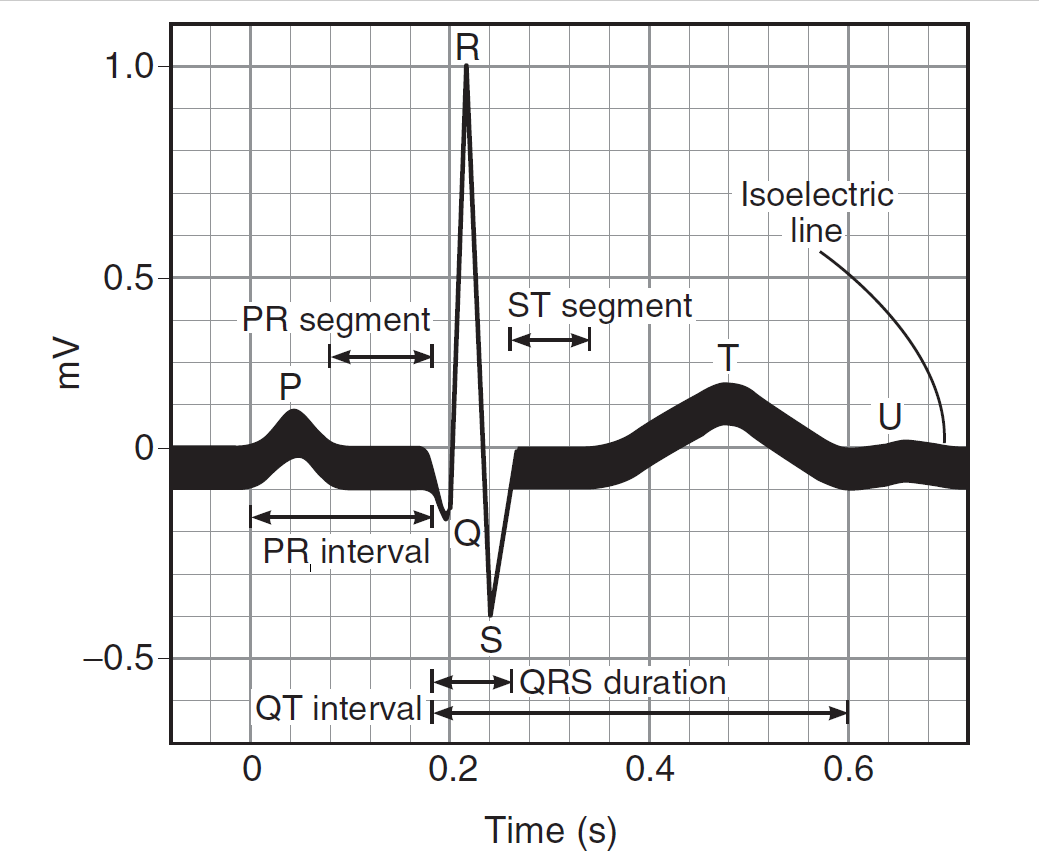 R
1.0
Isoelectric
line
0.5
ST segment
PR segment
mV
T
P
U
0
Q
PR interval
S
–0.5
QRS duration
QT interval
0 0.2 0.4 0.6
Time (s)